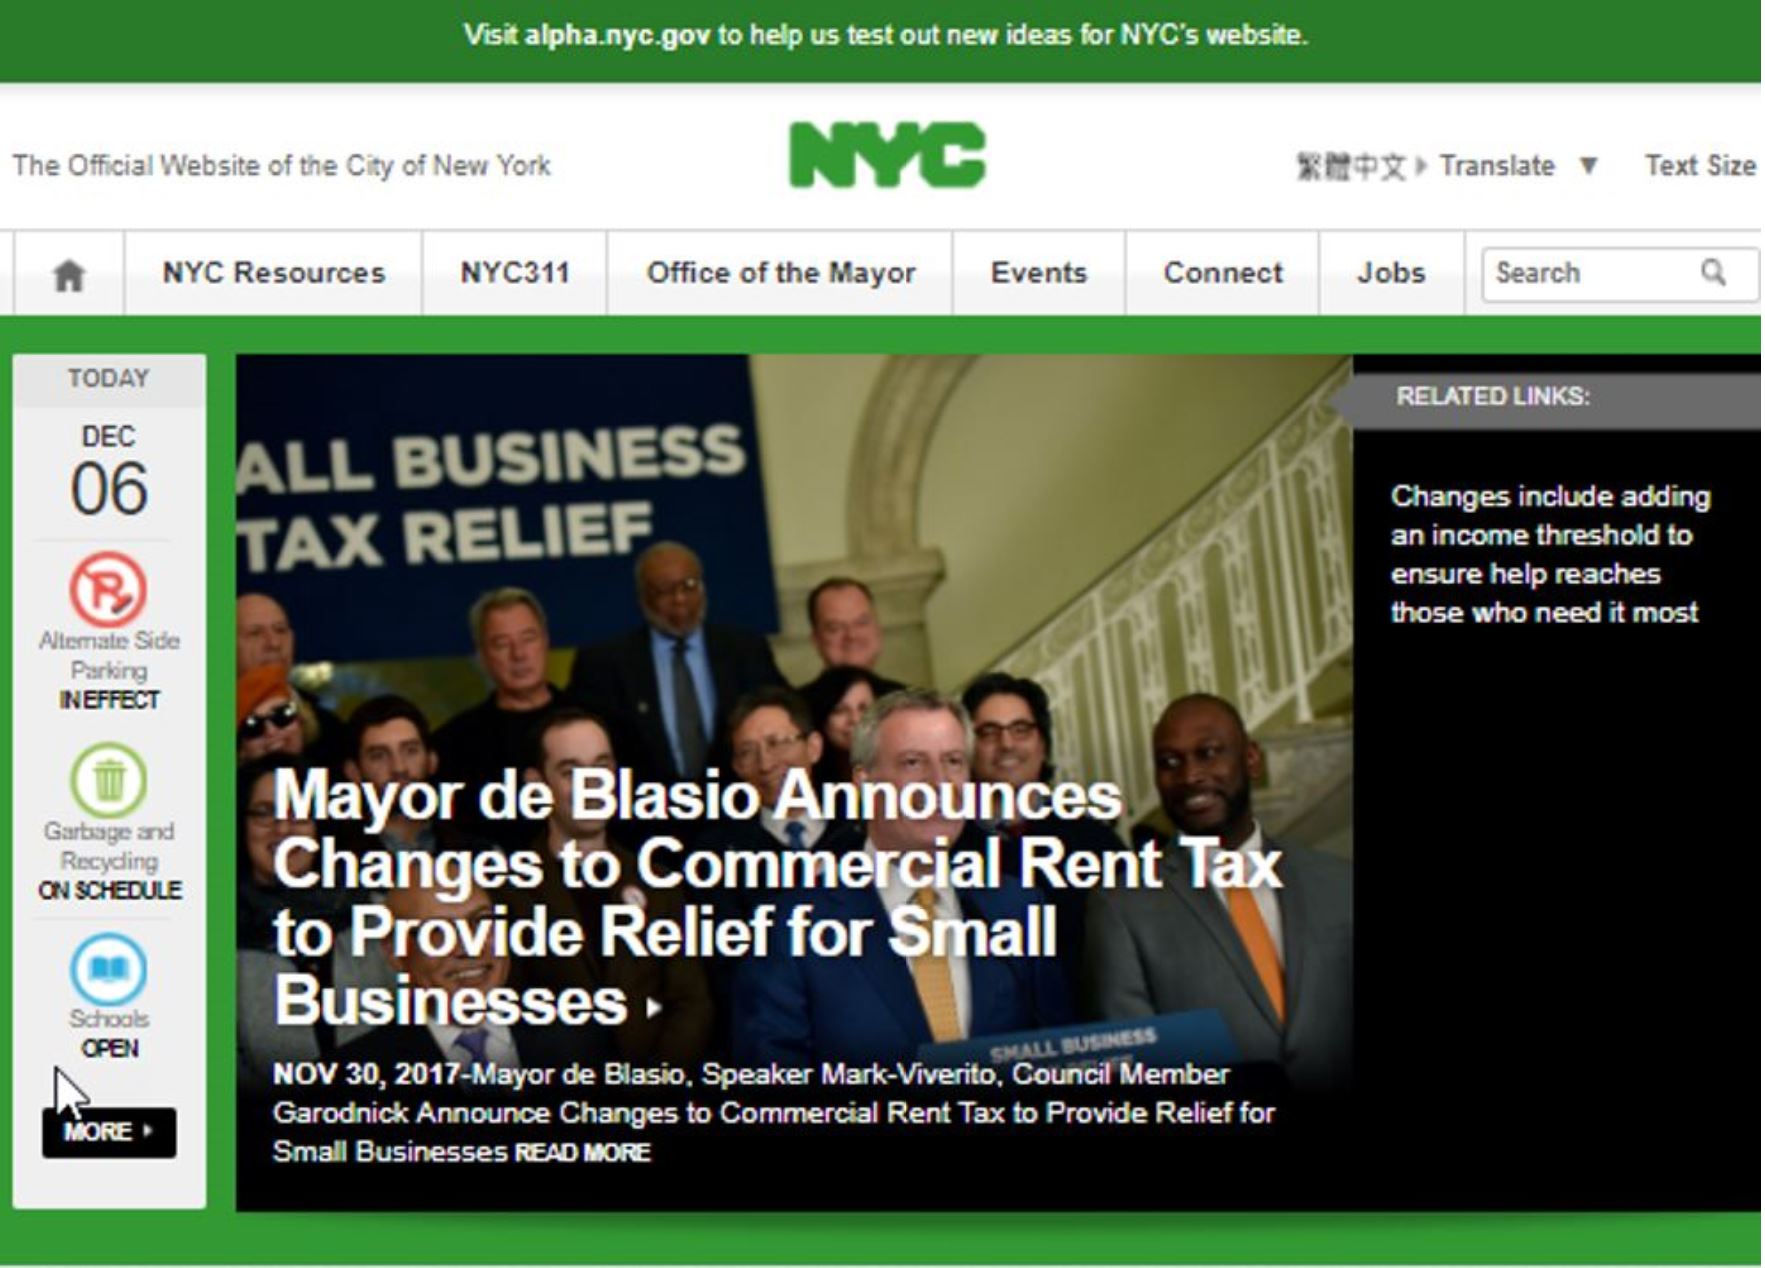 Visit alpha.nyc.gov to help us test out new ideas for NYC's website.
The Official Website of the City of New York
NYC
繁體中文 Translate ▼ Text Size
NYC Resources
NYC311
Office of the Mayor
Events
Connect
Jobs
Search
TODAY
DEC
06
Alternate Side
Parking
IN EFFECT
Garbage and
Recycling
ON SCHEDULE
Schools
OPEN
MORE
ALL BUSINESS
TAX RELIEF
Mayor de Blasio Announces
Changes to Commercial Rent Tax
to Provide Relief for Small
Businesses
SMALL BUSINESS
NOV 30, 2017-Mayor de Blasio, Speaker Mark-Viverito, Council Member
Garodnick Announce Changes to Commercial Rent Tax to Provide Relief for
Small Businesses READ MORE
RELATED LINKS:
Changes include adding
an income threshold to
ensure help reaches
those who need it most